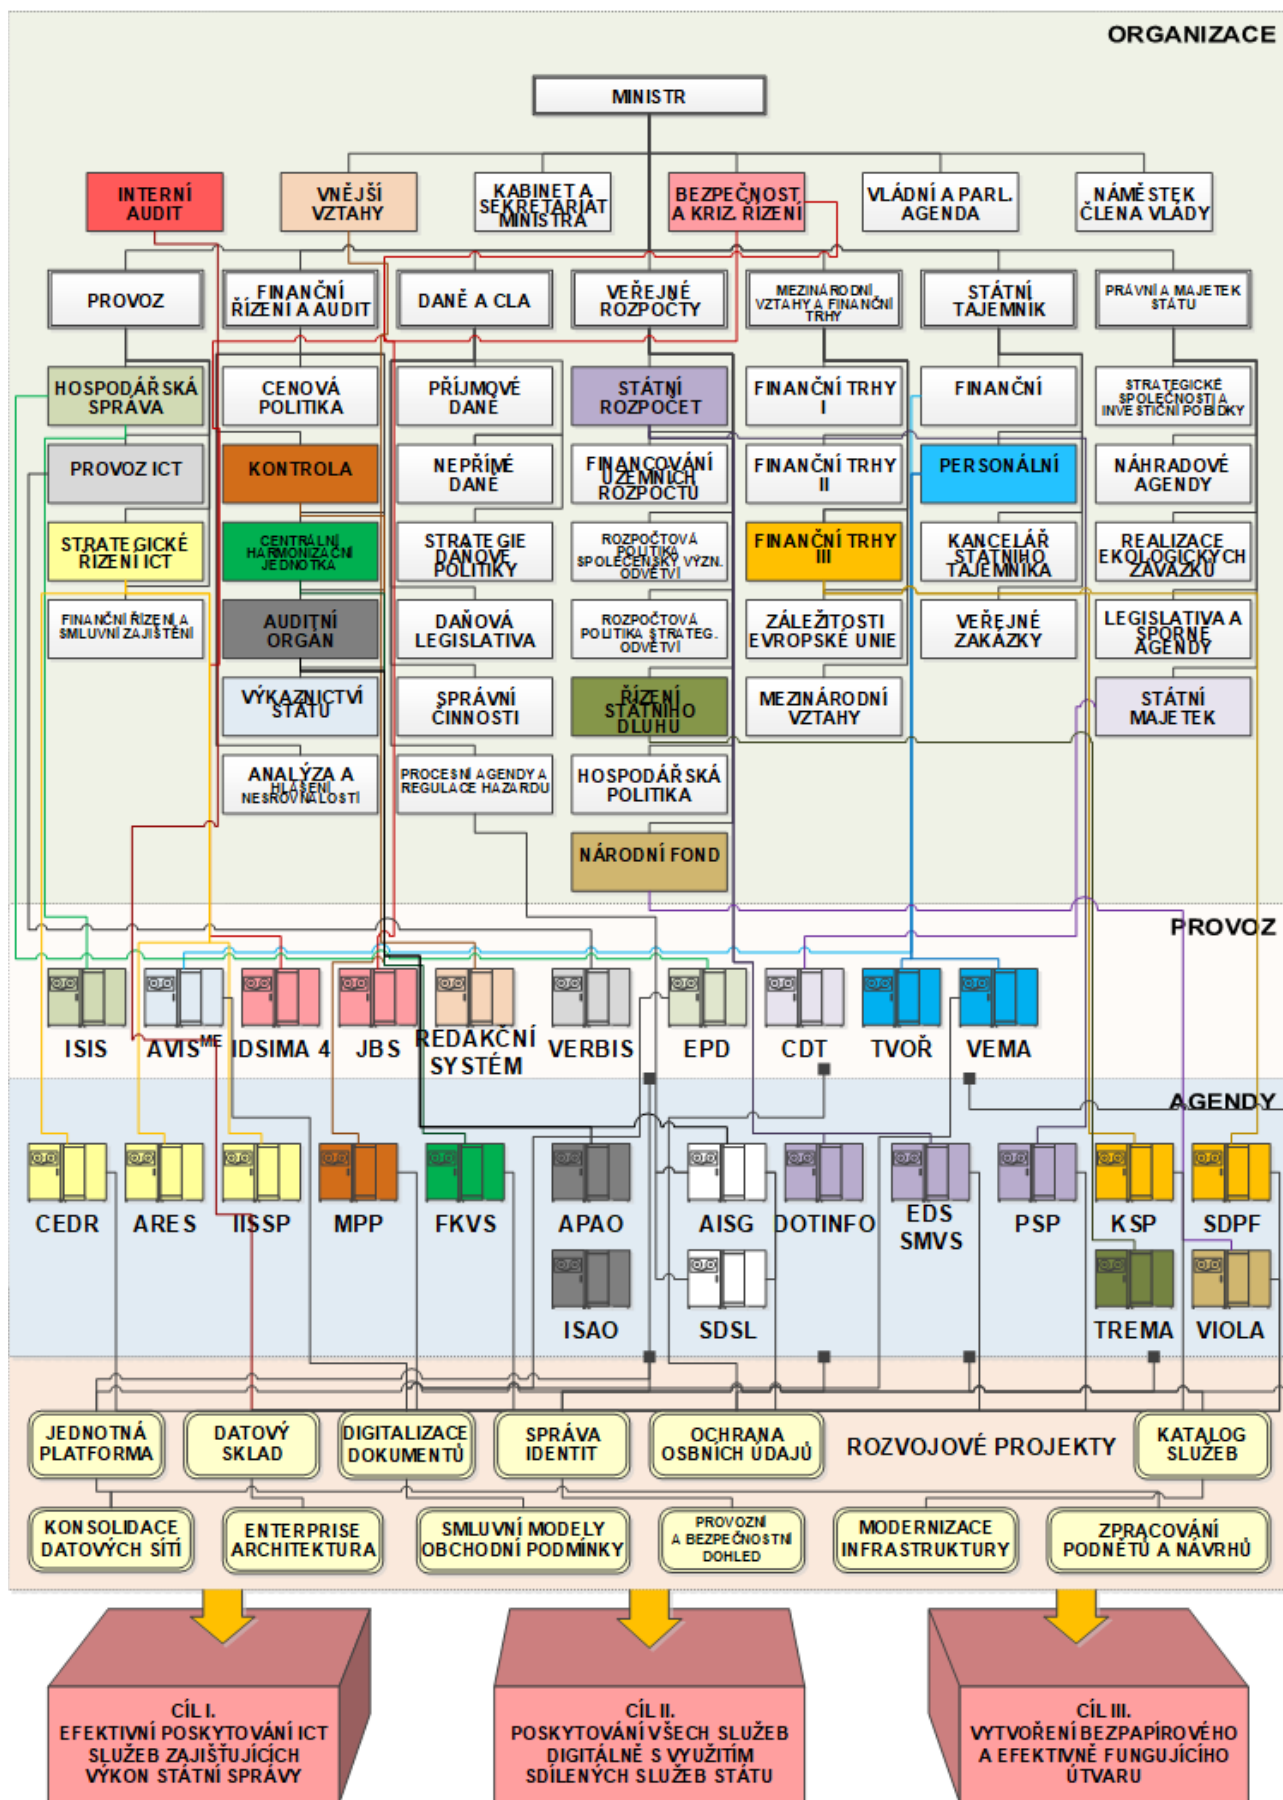 ORGANIZACE
MINISTR
INTERNÍ
AUDIT
VNĚJŠÍ
VZTAHY
KABINET A
SEKRETARIÁT
MINISTRA
BEZPEČNOST
A KRIZ. ŘÍZENÍ
VLÁDNÍ A PARL.
AGENDA
NÁMĚSTEK
ČLENA VLÁDY
PROVOZ
FINANČNÍ
ŘÍZENÍ A AUDIT
DANĚ A CLA
VEŘEJNÉ
ROZPOČTY
MEZINÁRODNÍ
VZTAHY A FINANČNÍ
TRHY
STÁTNÍ
TAJEMNÍK
PRÁVNÍ A MAJETEK
STÁTU
HOSPODÁŘSKÁ
SPRÁVA
CENOVÁ
POLITIKA
PŘÍJMOVÉ
DANĚ
STÁTNÍ
ROZPOČET
FINANČNÍ TRHY
I
FINANČNÍ
STRATEGICKÉ
SPOLEČNOSTI A
INVESTIČNÍ POBÍDKY
PROVOZ ICT
KONTROLA
NEPŘÍMÉ
DANĚ
FINANCOVÁNÍ
ÚZEMNÍCH
ROZPOČTŮ
FINANČNÍ TRHY
II
PERSONÁLNÍ
NÁHRADOVÉ
AGENDY
STRATEGICKÉ
ŘÍZENÍ ICT
CENTRÁLNÍ
HARMONIZAČNÍ
JEDNOTKA
STRATEGIE
DAŇOVÉ
POLITIKY
ROZPOČTOVÁ
POLITIKA
SPOLEČENSKY VÝZN.
ODVĚTVÍ
FINANČNÍ TRHY
III
KANCELÁŘ
STÁTNÍHO
TAJEMNÍKA
REALIZACE
EKOLOGICKÝCH
ZÁVAZKŮ
FINANČNÍ ŘÍZENÍ A
SMLUVNÍ ZAJIŠTĚNÍ
AUDITNÍ
ORGÁN
DAŇOVÁ
LEGISLATIVA
ROZPOČTOVÁ
POLITIKA STRATEG.
ODVĚTVÍ
ZÁLEŽITOSTI
EVROPSKÉ UNIE
VEŘEJNÉ
ZAKÁZKY
LEGISLATIVA A
SPORNÉ
AGENDY
VÝKAZNICTVÍ
STÁTU
SPRÁVNÍ
ČINNOSTI
ŘÍZENÍ
STÁTNÍHO
DLUHU
MEZINÁRODNÍ
VZTAHY
STÁTNÍ
MAJETEK
ANALÝZA A
HLÁŠENÍ
NESROVNALOSTÍ
PROCESNÍ AGENDY A
REGULACE HAZARDU
HOSPODÁŘSKÁ
POLITIKA
NÁRODNÍ FOND
PROVOZ
ISIS
AVISᴹᴱ
IDSIMA 4
JBS
REDAKČNÍ
SYSTÉM
VERBIS
EPD
CDT
TVOŘ
VEMA
AGENDY
CEDR
ARES
IISSP
MPP
FKVS
APAO
AISG
DOTINFO
EDS
SMVS
PSP
KSP
SDPF
ISAO
SDSL
TREMA
VIOLA
JEDNOTNÁ
PLATFORMA
DATOVÝ
SKLAD
DIGITALIZACE
DOKUMENTŮ
SPRÁVA
IDENTIT
OCHRANA
OSBNÍCH ÚDAJŮ
ROZVOJOVÉ PROJEKTY
KATALOG
SLUŽEB
KONSOLIDACE
DATOVÝCH SÍTÍ
ENTERPRISE
ARCHITEKTURA
SMLUVNÍ MODELY
OBCHODNÍ PODMÍNKY
PROVOZNÍ
A BEZPEČNOSTNÍ
DOHLED
MODERNIZACE
INFRASTRUKTURY
ZPRACOVÁNÍ
PODNĚTŮ A NÁVRHŮ
CÍL I.
EFEKTIVNÍ POSKYTOVÁNÍ ICT
SLUŽEB ZAJIŠŤUJÍCÍCH
VÝKON STÁTNÍ SPRÁVY
CÍL II.
POSKYTOVÁNÍ VŠECH SLUŽEB
DIGITÁLNĚ S VYUŽITÍM
SDÍLENÝCH SLUŽEB STÁTU
CÍL III.
VYTVOŘENÍ BEZPAPÍROVÉHO
A EFEKTIVNĚ FUNGUJÍCÍHO
ÚTVARU